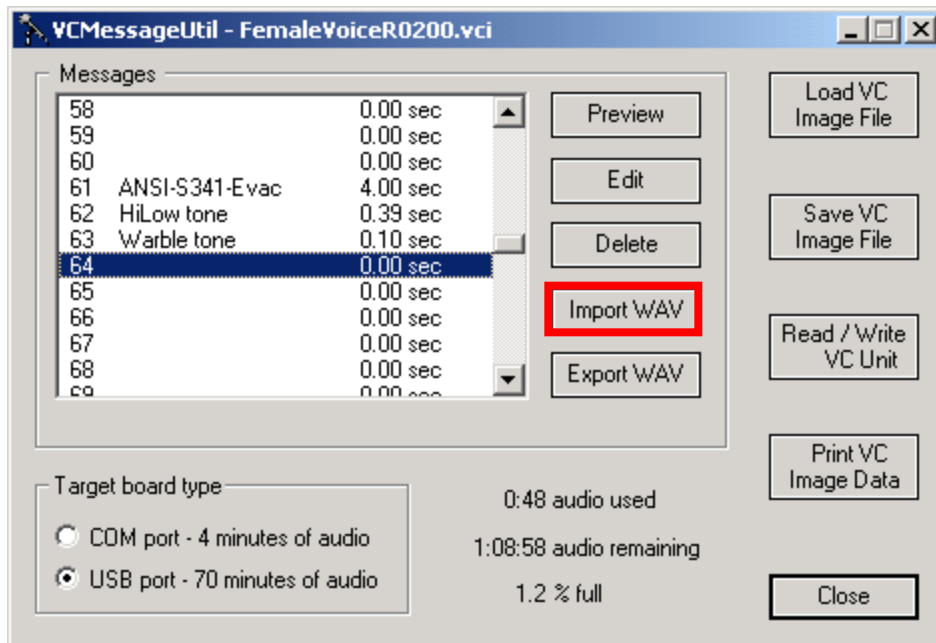 VCMessageUtil - FemaleVoiceR0200.vci
Messages
58 0.00 sec
59 0.00 sec
60 0.00 sec
61 ANSI-S341-Evac 4.00 sec
62 HiLow tone 0.39 sec
63 Warble tone 0.10 sec
64 0.00 sec
65 0.00 sec
66 0.00 sec
67 0.00 sec
68 0.00 sec
Preview
Edit
Delete
Import WAV
Export WAV
Load VC
Image File
Save VC
Image File
Read / Write
VC Unit
Print VC
Image Data
Close
Target board type
COM port - 4 minutes of audio
USB port - 70 minutes of audio
0:48 audio used
1:08:58 audio remaining
1.2 % full